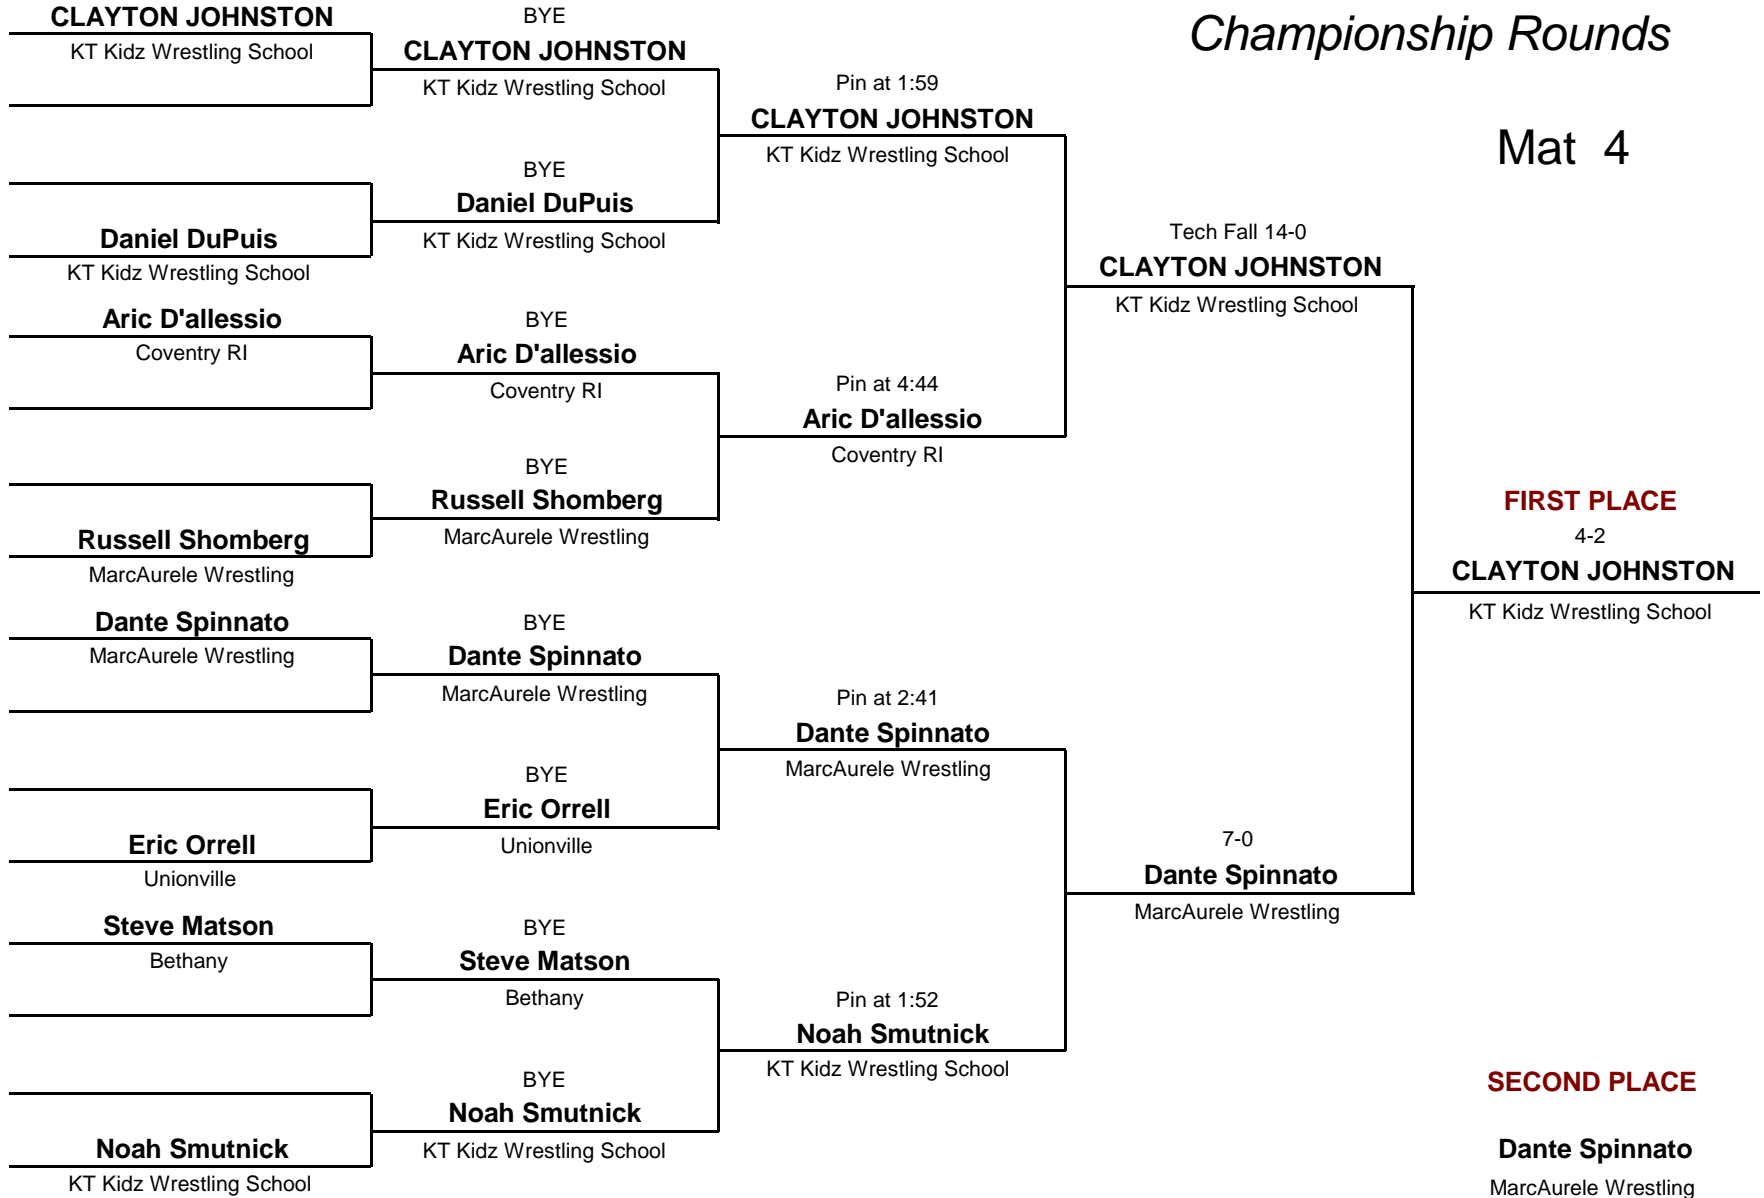 Championship Rounds
Mat 4
CLAYTON JOHNSTON
KT Kidz Wrestling School
Daniel DuPuis
KT Kidz Wrestling School
Aric D'allessio
Coventry RI
Russell Shomberg
MarcAurele Wrestling
Dante Spinnato
MarcAurele Wrestling
Eric Orrell
Unionville
Steve Matson
Bethany
Noah Smutnick
KT Kidz Wrestling School
BYE
CLAYTON JOHNSTON
KT Kidz Wrestling School
BYE
Daniel DuPuis
KT Kidz Wrestling School
BYE
Aric D'allessio
Coventry RI
BYE
Russell Shomberg
MarcAurele Wrestling
BYE
Dante Spinnato
MarcAurele Wrestling
BYE
Eric Orrell
Unionville
BYE
Steve Matson
Bethany
BYE
Noah Smutnick
KT Kidz Wrestling School
Pin at 1:59
CLAYTON JOHNSTON
KT Kidz Wrestling School
Pin at 4:44
Aric D'allessio
Coventry RI
Pin at 2:41
Dante Spinnato
MarcAurele Wrestling
Pin at 1:52
Noah Smutnick
KT Kidz Wrestling School
Tech Fall 14-0
CLAYTON JOHNSTON
KT Kidz Wrestling School
7-0
Dante Spinnato
MarcAurele Wrestling
FIRST PLACE
4-2
CLAYTON JOHNSTON
KT Kidz Wrestling School
SECOND PLACE
Dante Spinnato
MarcAurele Wrestling